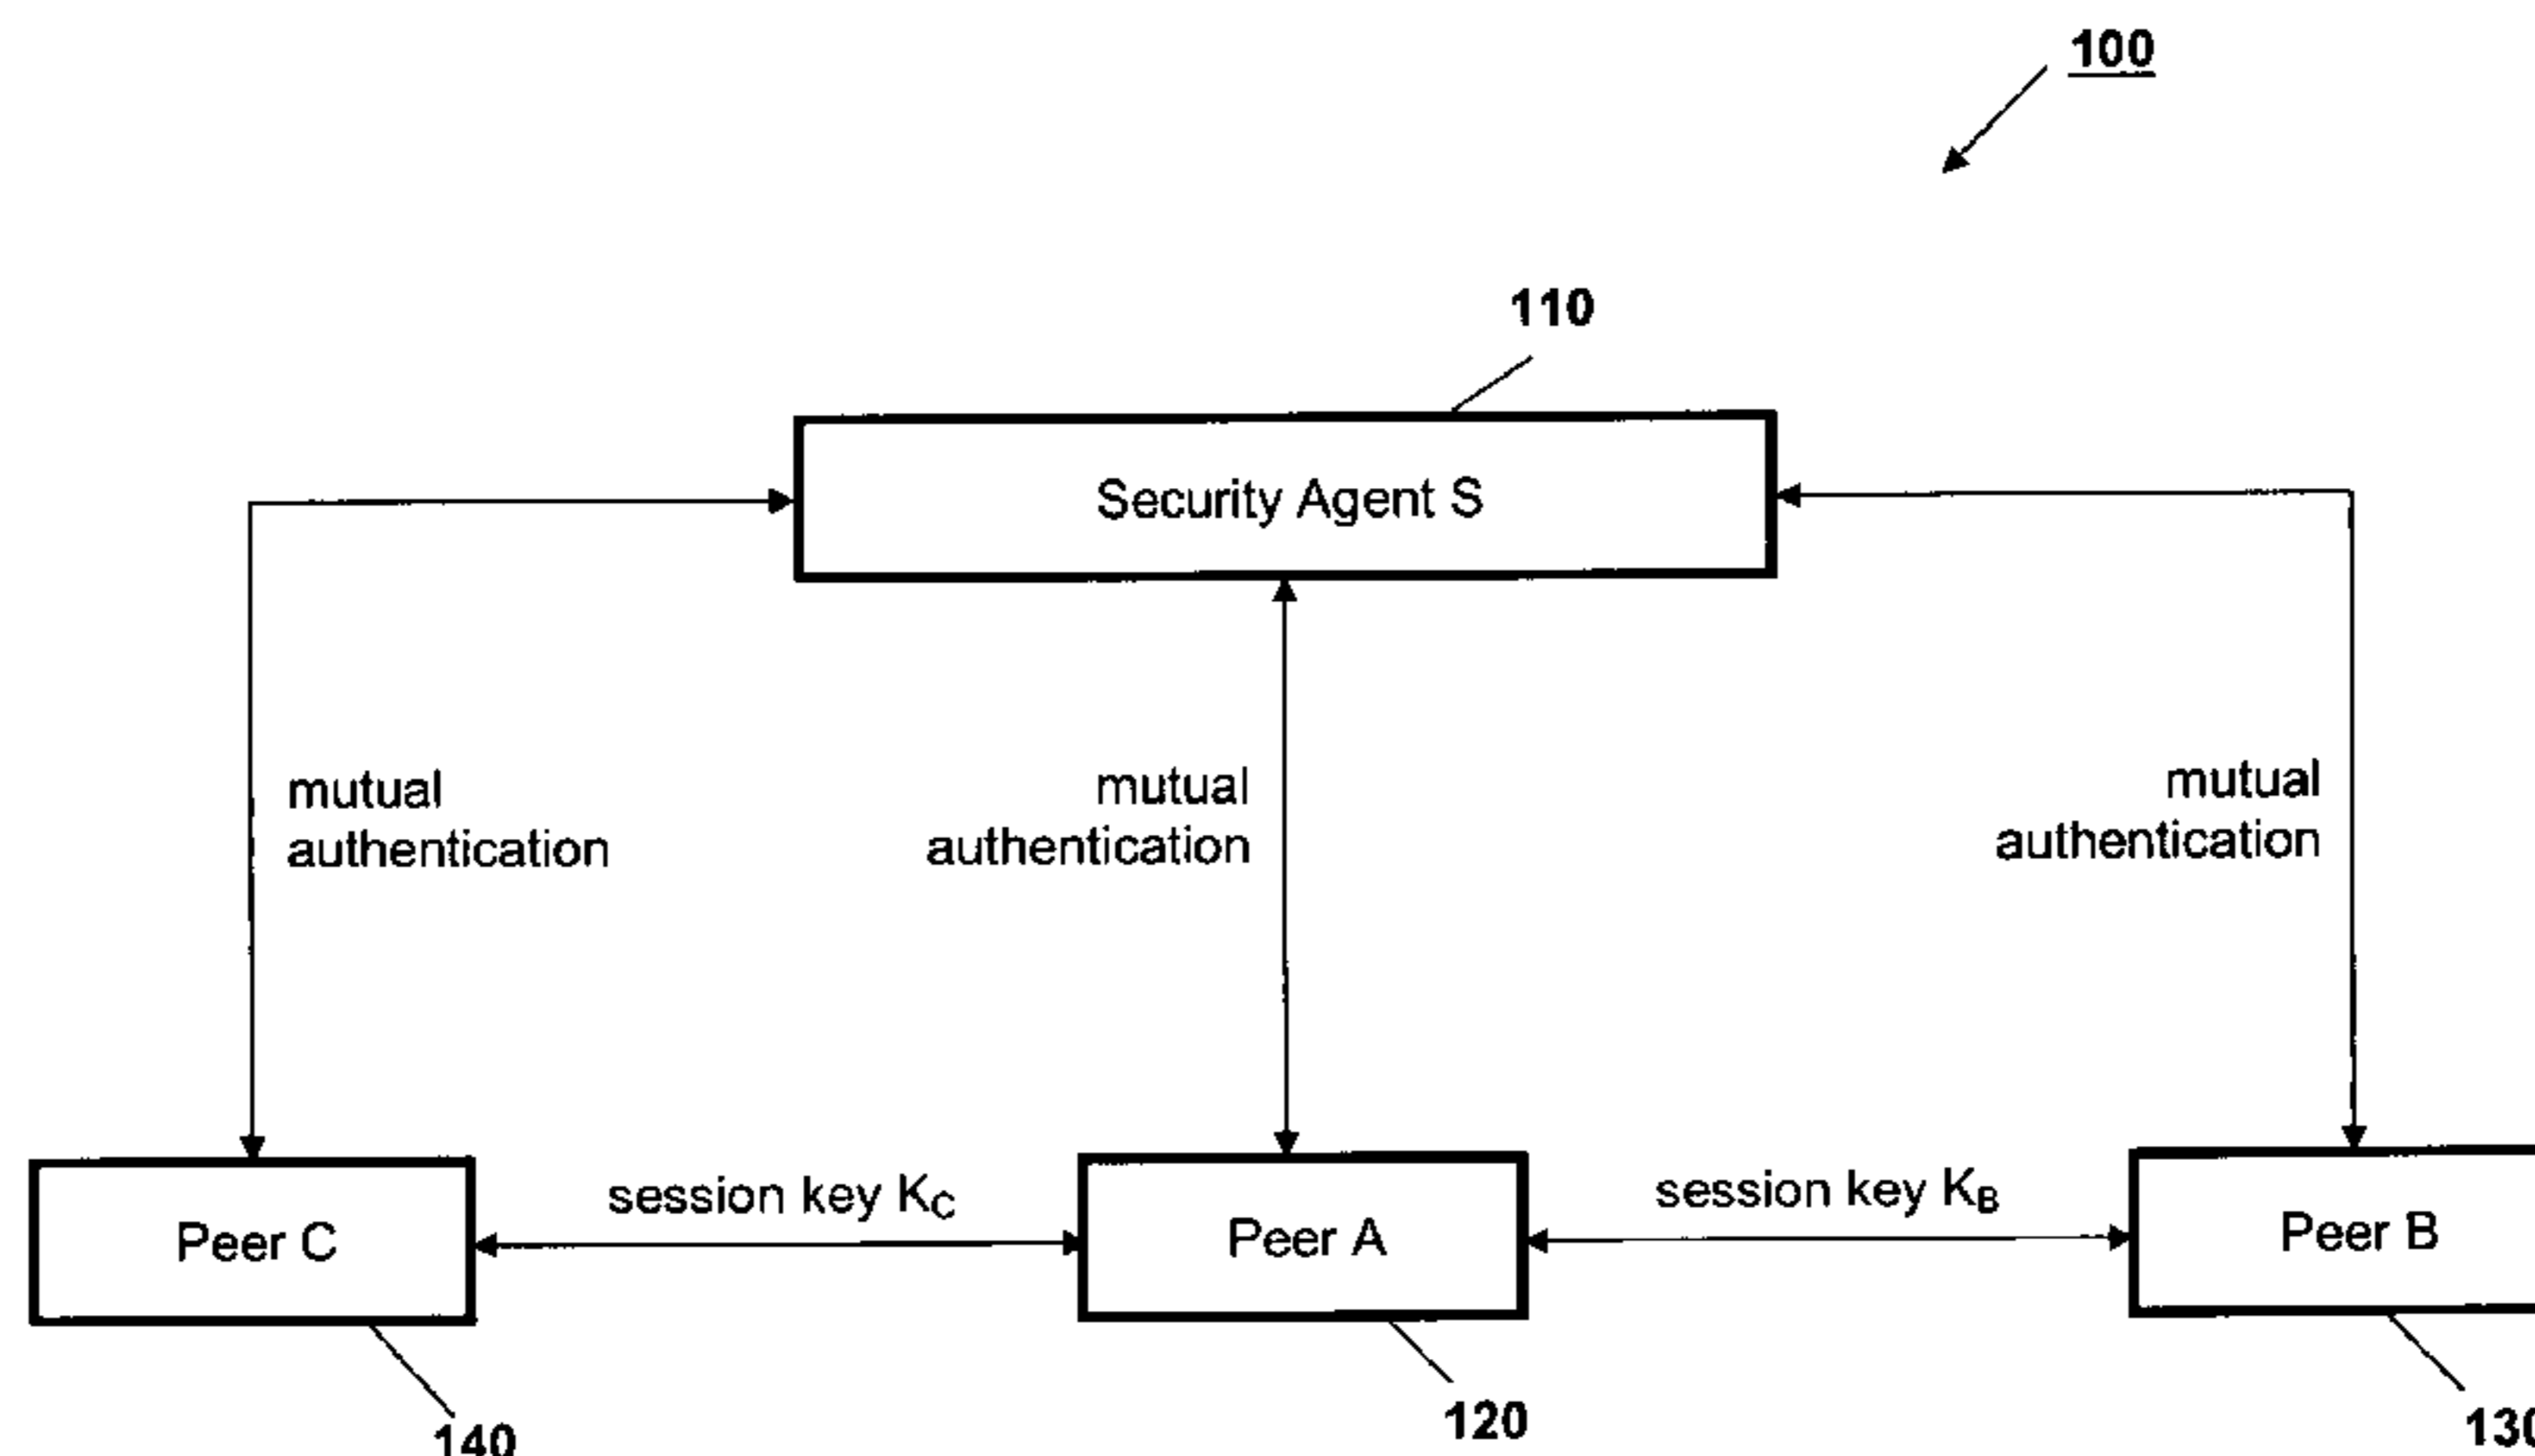 100
110
Security Agent S
mutual
authentication
mutual
authentication
mutual
authentication
session key K_C
session key K_B
Peer C
Peer A
Peer B
140
120
130